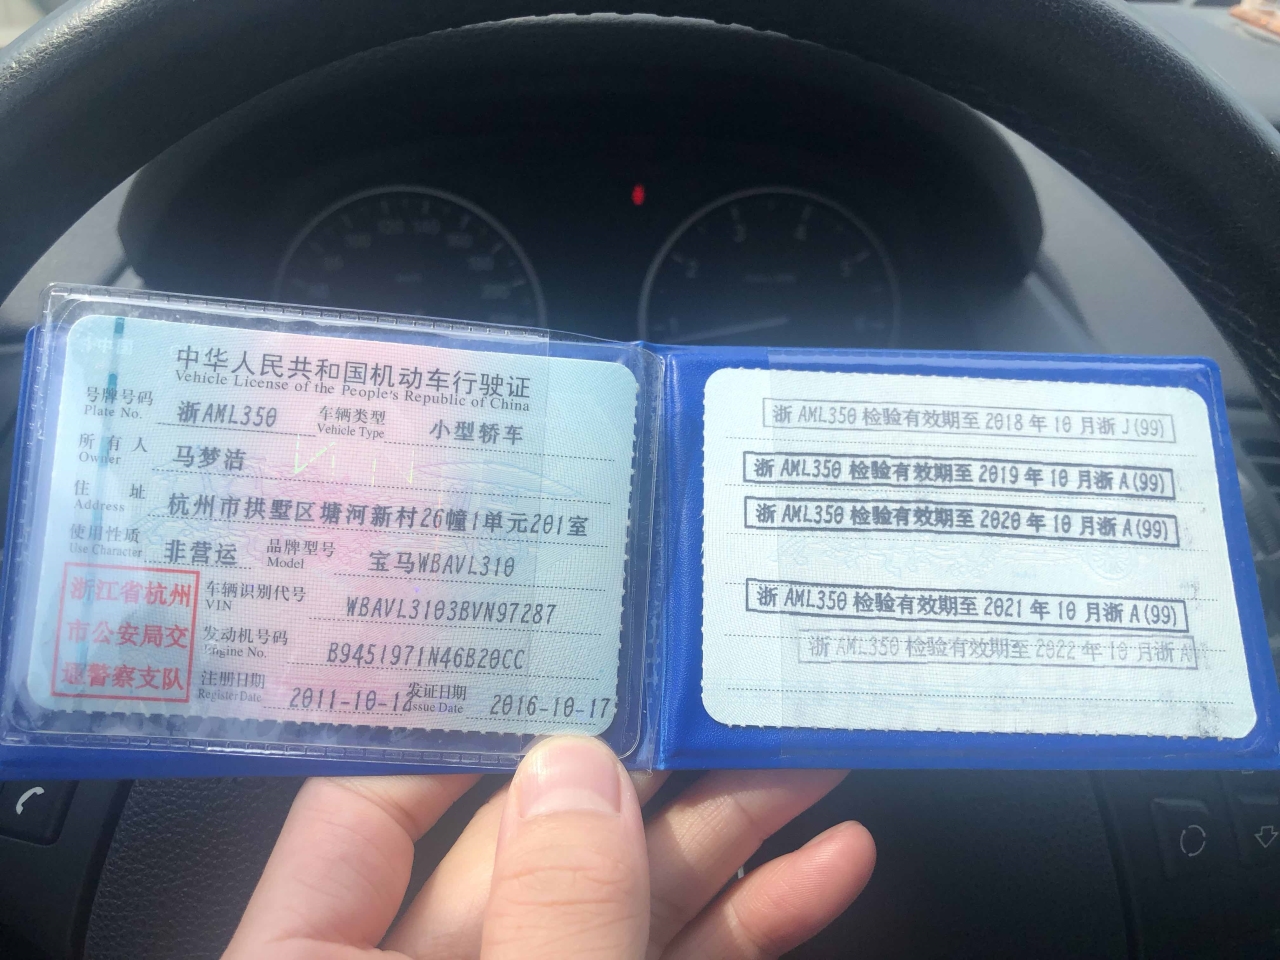 中华人民共和国机动车行驶证
Vehicle License of the People's Republic of China
号牌号码 浙AML350 车辆类型 小型轿车
Plate No. Vehicle Type
所有人 马梦洁
Owner
住址 杭州市拱墅区塘河新村26幢1单元201室
Address
使用性质 非营运 品牌型号 宝马WBAVL310
Use Character Model
浙江省杭州
市公安局交
通警察支队
车辆识别代号 WBAVL3103BVN97287
VIN
发动机号码 B9451971N46B20CC
Engine No.
注册日期 2011-10-12 发证日期 2016-10-17
Register Date Issue Date
浙AML350检验有效期至2018年10月浙J(99)
浙AML350检验有效期至2019年10月浙A(99)
浙AML350检验有效期至2020年10月浙A(99)
浙AML350检验有效期至2021年10月浙A(99)
浙AML350检验有效期至2022年10月浙A